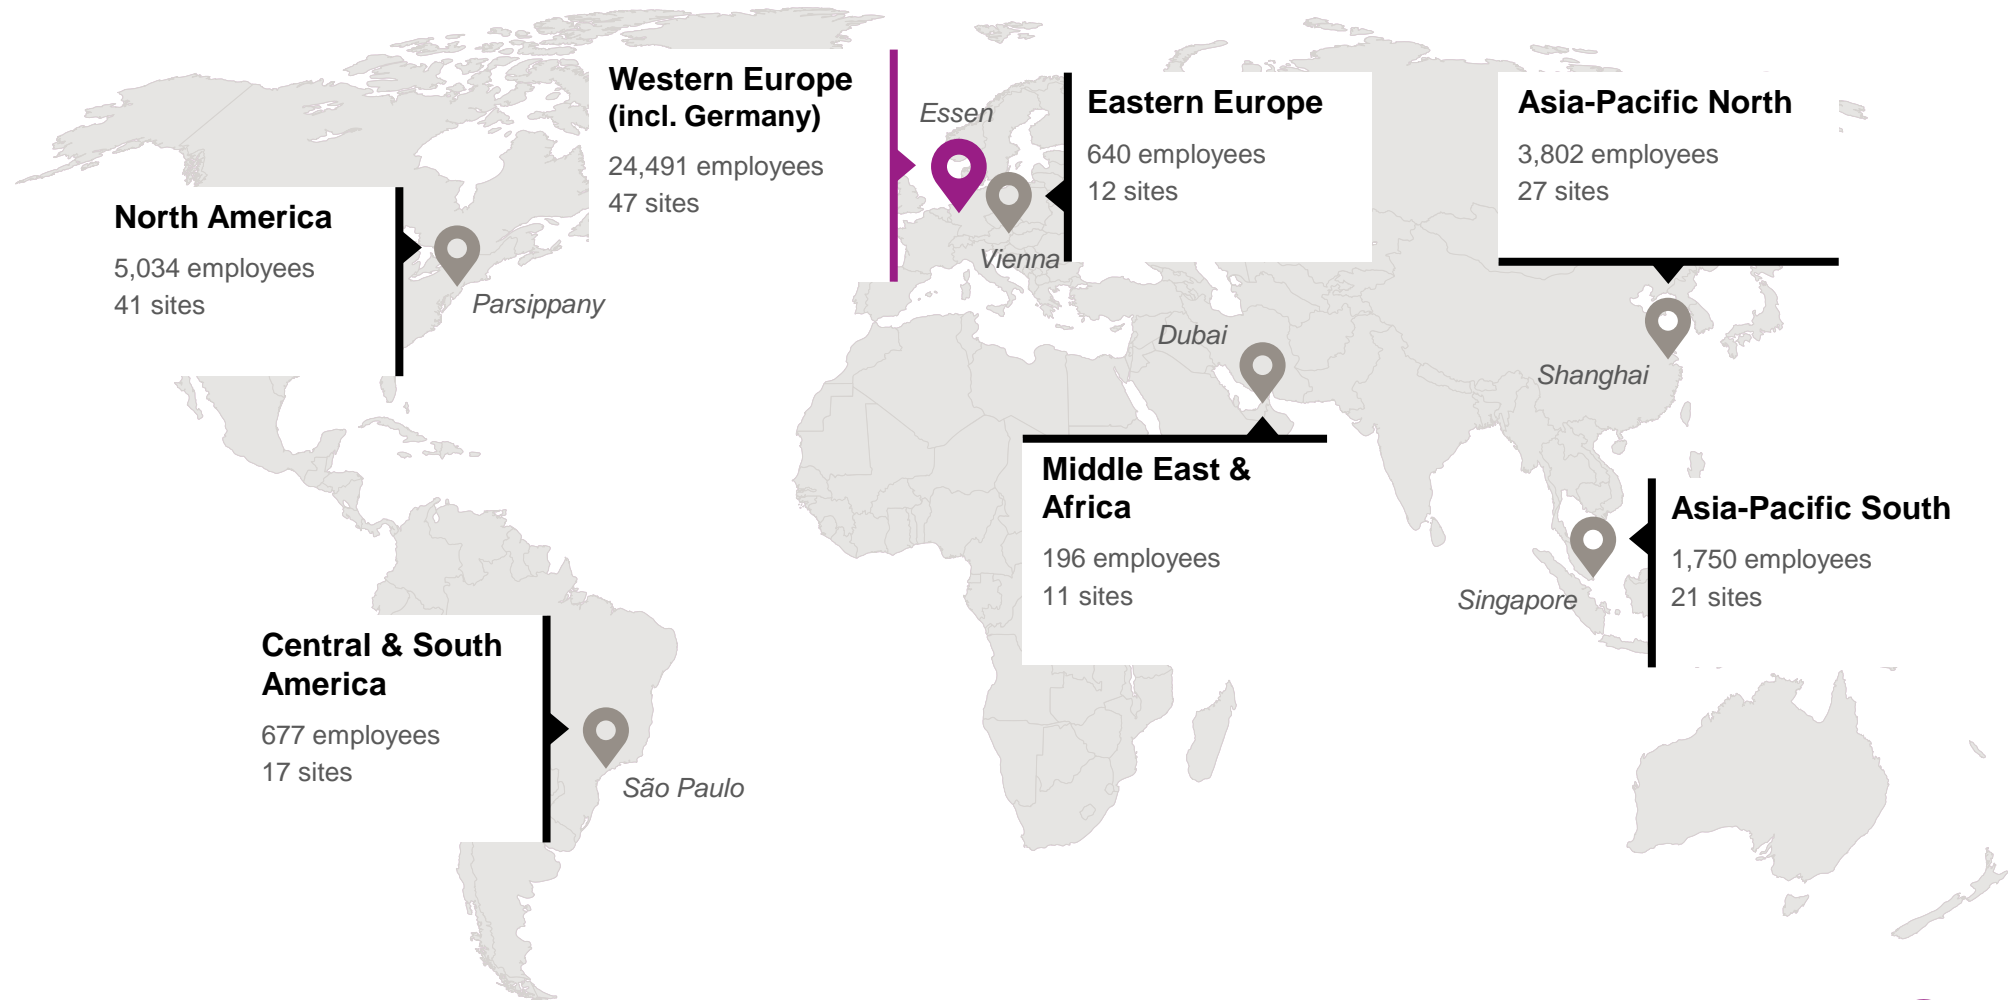 Western Europe
(incl. Germany)
24,491 employees
47 sites
Essen
Eastern Europe
640 employees
12 sites
Vienna
Asia-Pacific North
3,802 employees
27 sites
Shanghai
North America
5,034 employees
41 sites
Parsippany
Dubai
Middle East &
Africa
196 employees
11 sites
Asia-Pacific South
1,750 employees
21 sites
Singapore
Central & South
America
677 employees
17 sites
São Paulo